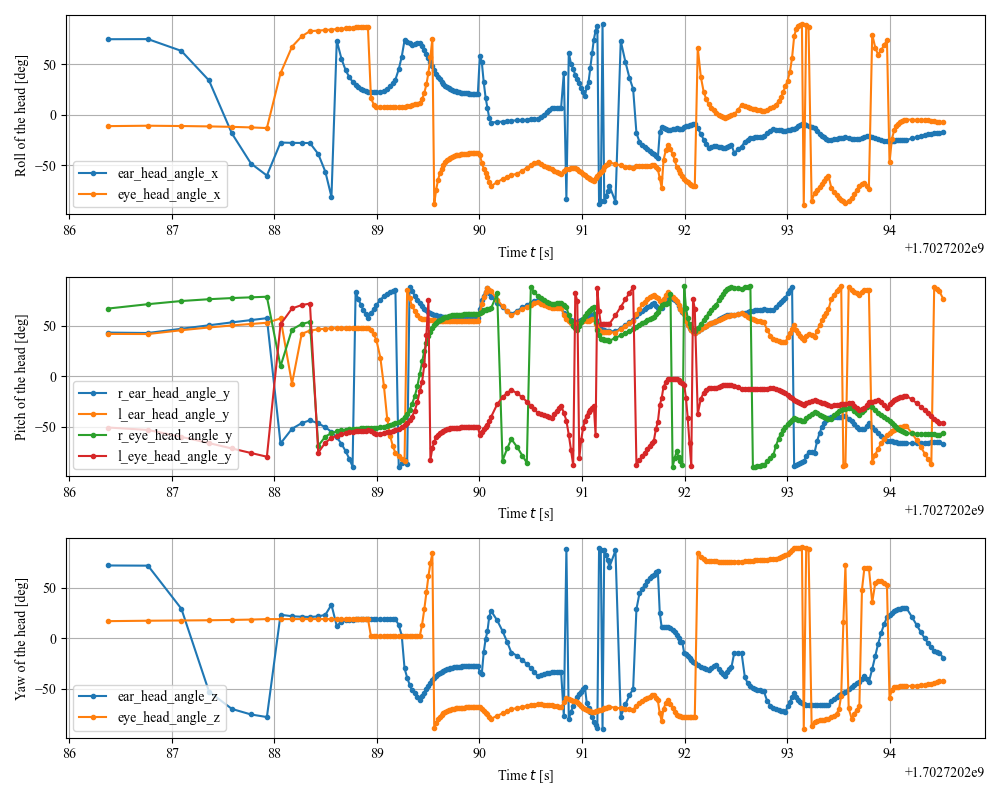 Roll of the head [deg]
50
0
−50
ear_head_angle_x
eye_head_angle_x
86 87 88 89 90 91 92 93 94
Time t [s]
+1.7027202e9
Pitch of the head [deg]
50
0
−50
r_ear_head_angle_y
l_ear_head_angle_y
r_eye_head_angle_y
l_eye_head_angle_y
86 87 88 89 90 91 92 93 94
Time t [s]
+1.7027202e9
Yaw of the head [deg]
50
0
−50
ear_head_angle_z
eye_head_angle_z
86 87 88 89 90 91 92 93 94
Time t [s]
+1.7027202e9